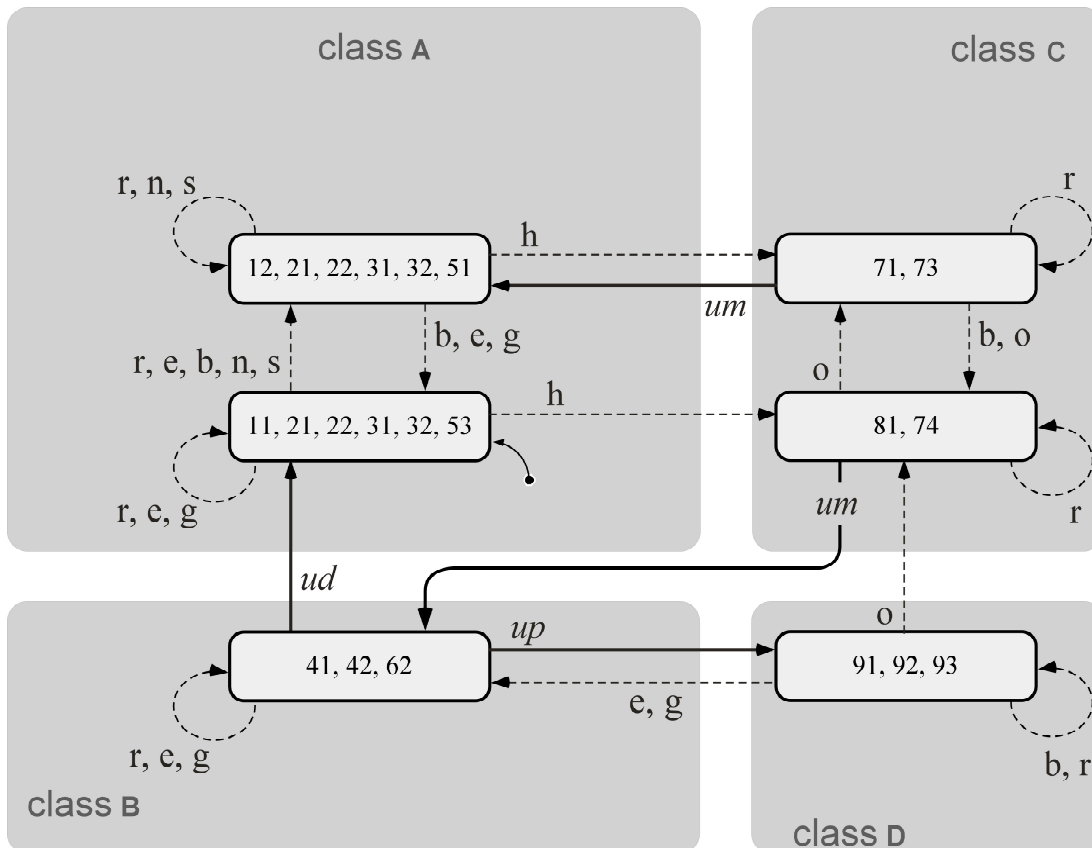 class A
class C
r, n, s
r
h
12, 21, 22, 31, 32, 51
71, 73
um
b, e, g
b, o
r, e, b, n, s
o
h
11, 21, 22, 31, 32, 53
81, 74
um
r, e, g
r
ud
o
up
41, 42, 62
91, 92, 93
e, g
r, e, g
b, r
class B
class D